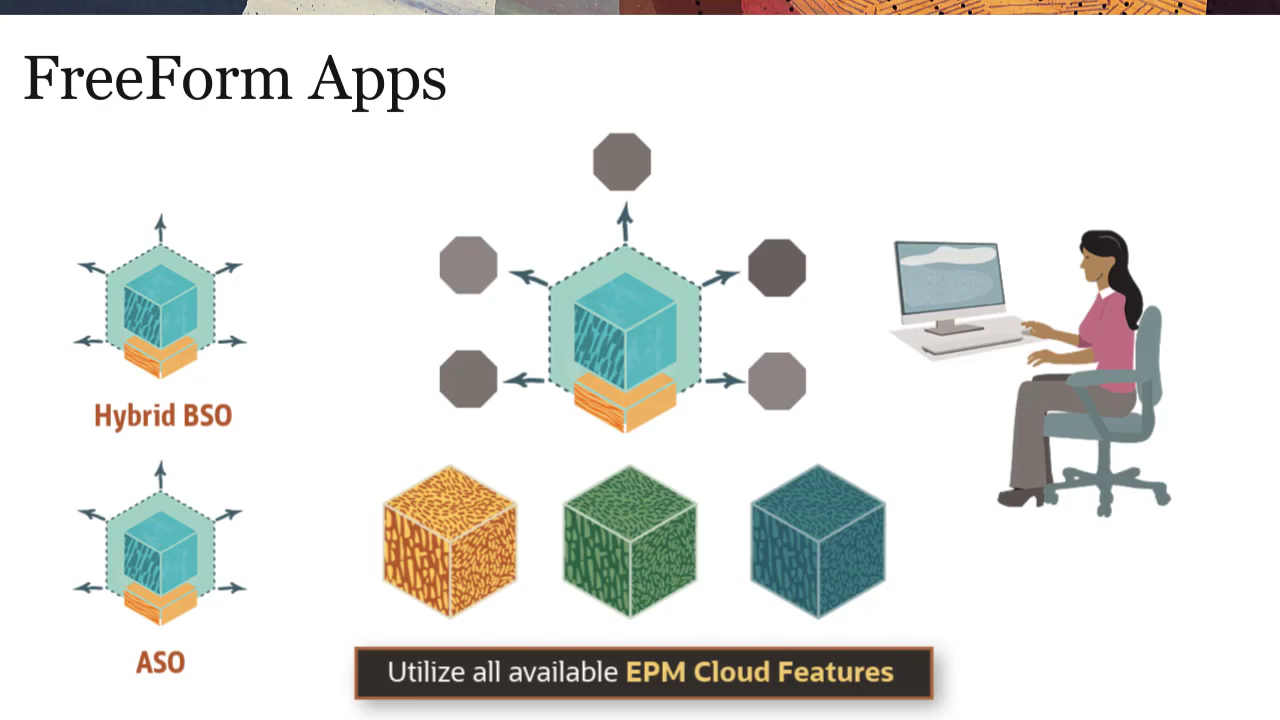 FreeForm Apps
Hybrid BSO
ASO
Utilize all available EPM Cloud Features